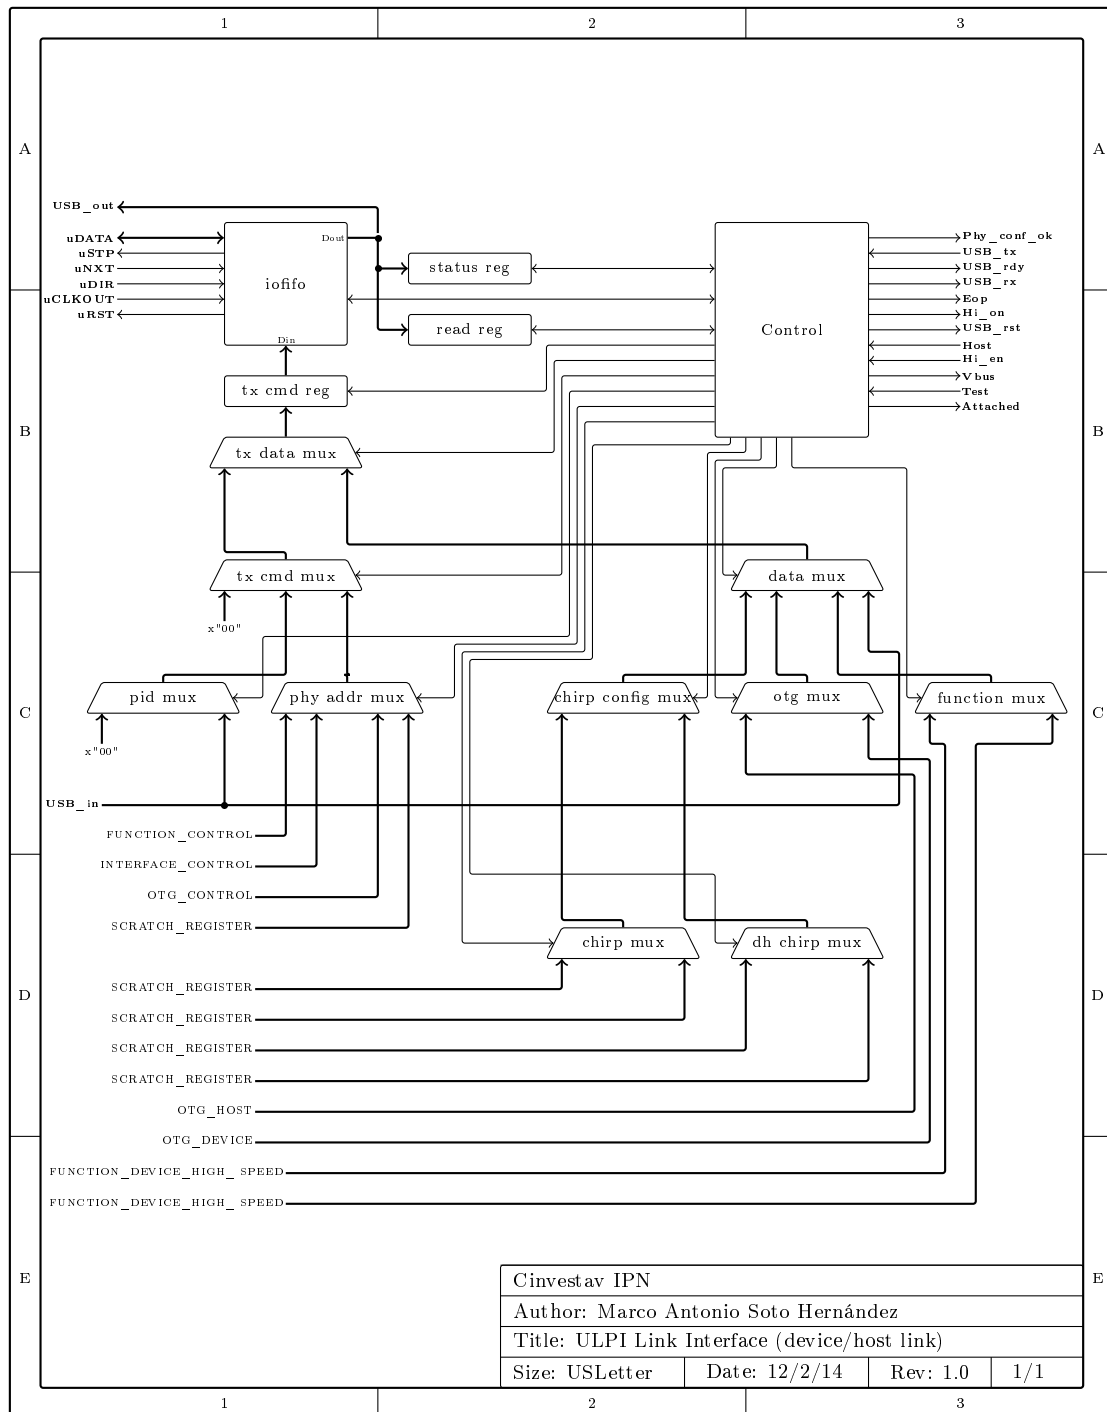 1 2 3
A A
USB_out
uDATA
uSTP
uNXT
uDIR
uCLKOUT
uRST
Dout
iofifo
Din
status reg
read reg
Control
Phy_conf_ok
USB_tx
USB_rdy
USB_rx
Eop
Hi_on
USB_rst
Host
Hi_en
Vbus
Test
Attached
tx cmd reg
B B
tx data mux
tx cmd mux
data mux
x"00"
pid mux
phy addr mux
chirp config mux
otg mux
function mux
C C
x"00"
USB_in
FUNCTION_CONTROL
INTERFACE_CONTROL
OTG_CONTROL
SCRATCH_REGISTER
chirp mux
dh chirp mux
SCRATCH_REGISTER
D D
SCRATCH_REGISTER
SCRATCH_REGISTER
SCRATCH_REGISTER
OTG_HOST
OTG_DEVICE
FUNCTION_DEVICE_HIGH_ SPEED
FUNCTION_DEVICE_HIGH_ SPEED
E E
Cinvestav IPN
Author: Marco Antonio Soto Hernández
Title: ULPI Link Interface (device/host link)
Size: USLetter Date: 12/2/14 Rev: 1.0 1/1
1 2 3